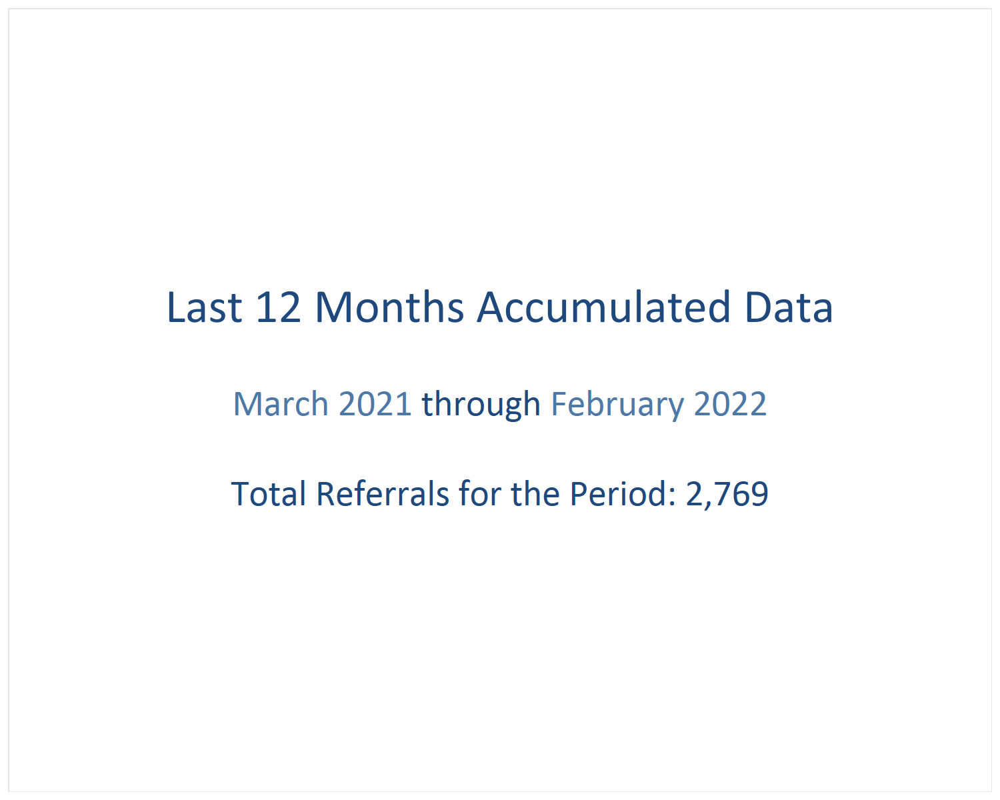 Last 12 Months Accumulated Data
March 2021 through February 2022
Total Referrals for the Period: 2,769